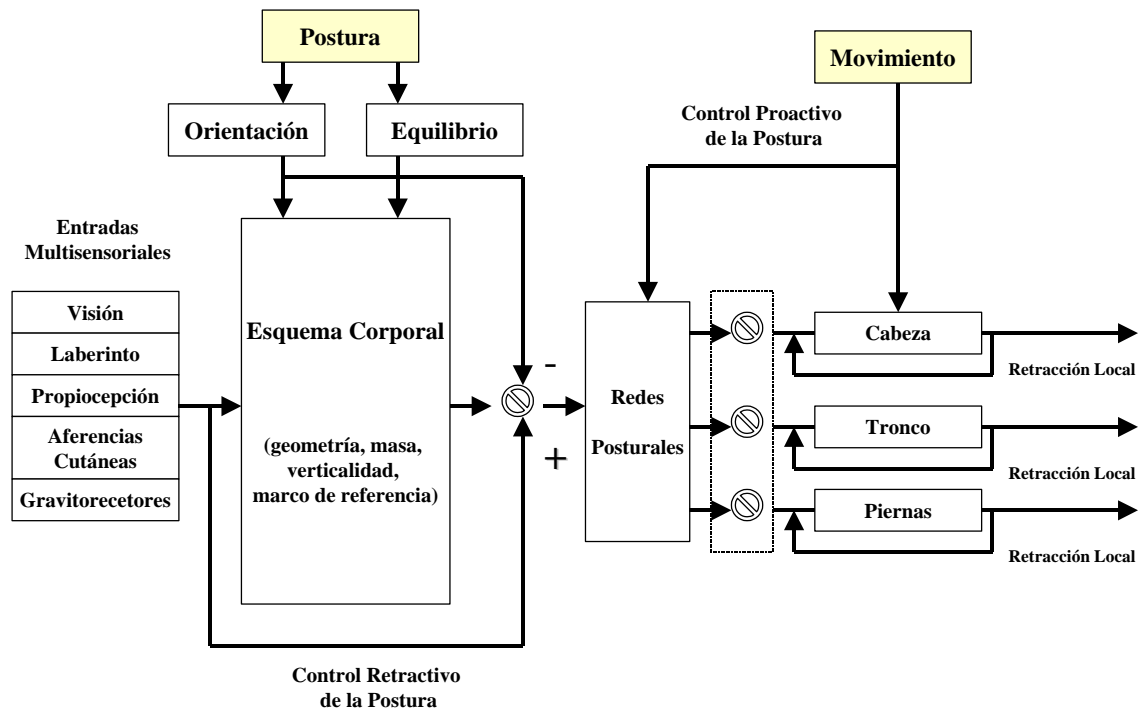 Postura
Movimiento
Orientación
Equilibrio
Control Proactivo
de la Postura
Entradas
Multisensoriales
Visión
Laberinto
Propiocepción
Aferencias
Cutáneas
Gravitorecetores
Esquema Corporal
(geometría, masa,
verticalidad,
marco de referencia)
-
+
Redes
Posturales
Cabeza
Retracción Local
Tronco
Retracción Local
Piernas
Retracción Local
Control Retractivo
de la Postura